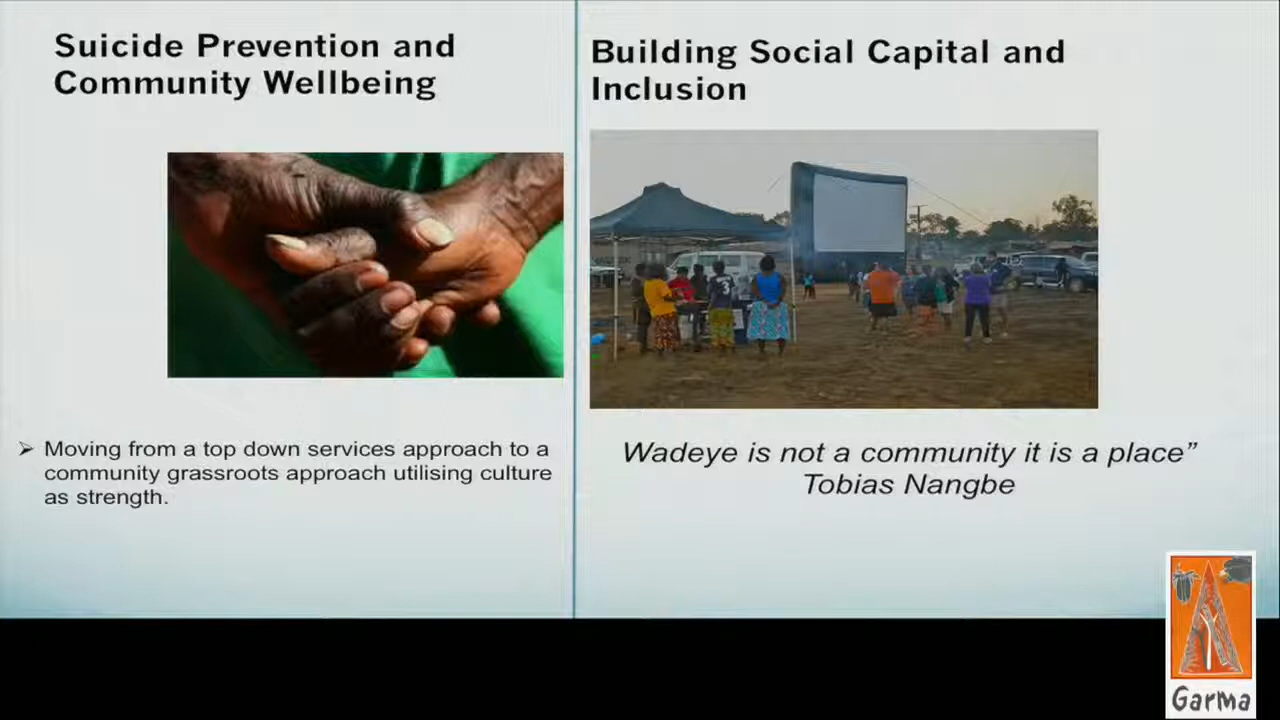 Suicide Prevention and
Community Wellbeing
Building Social Capital and
Inclusion
➢ Moving from a top down services approach to a
community grassroots approach utilising culture
as strength.
Wadeye is not a community it is a place”
Tobias Nangbe
Garma